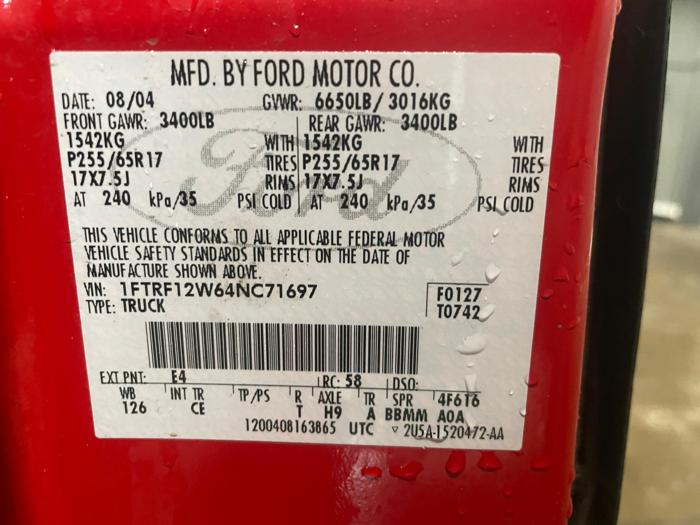 MFD. BY FORD MOTOR CO.
DATE: 08/04 GVWR: 6650LB/ 3016KG
FRONT GAWR: 3400LB REAR GAWR: 3400LB
1542KG WITH 1542KG WITH
P255/65R17 TIRES P255/65R17 TIRES
17X7.5J RIMS 17X7.5J RIMS
AT 240 kPa/35 PSI COLD AT 240 kPa/35 PSI COLD
Ford
THIS VEHICLE CONFORMS TO ALL APPLICABLE FEDERAL MOTOR
VEHICLE SAFETY STANDARDS IN EFFECT ON THE DATE OF
MANUFACTURE SHOWN ABOVE.
VIN: 1FTRF12W64NC71697 F0127
TYPE: TRUCK T0742
EXT PNT: E4 RC: 58 DSO:
WB INT TR TP/PS R AXLE TR SPR 4F616
126 CE T H9 A BBMM AOA
1200408163865 UTC ▽ 2U5A-1520472-AA